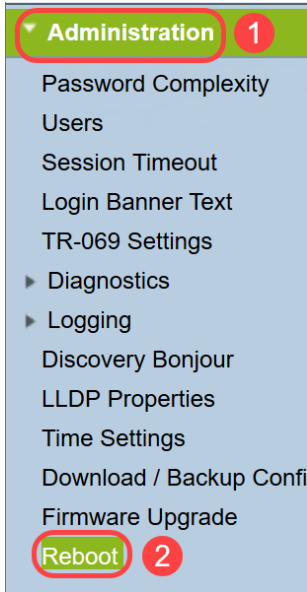 Administration 1
Password Complexity
Users
Session Timeout
Login Banner Text
TR-069 Settings
Diagnostics
Logging
Discovery Bonjour
LLDP Properties
Time Settings
Download / Backup Confi
Firmware Upgrade
Reboot 2